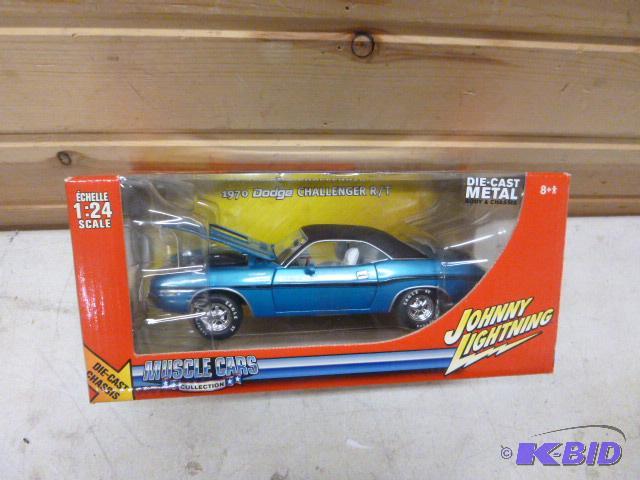 1970 Dodge CHALLENGER R/T
ÉCHELLE
1:24
SCALE
DIE-CAST
METAL
BODY & CHASSIS
8+
JOHNNY
LIGHTNING
DIE-CAST
CHASSIS
MUSCLE CARS
COLLECTION
© K-BID